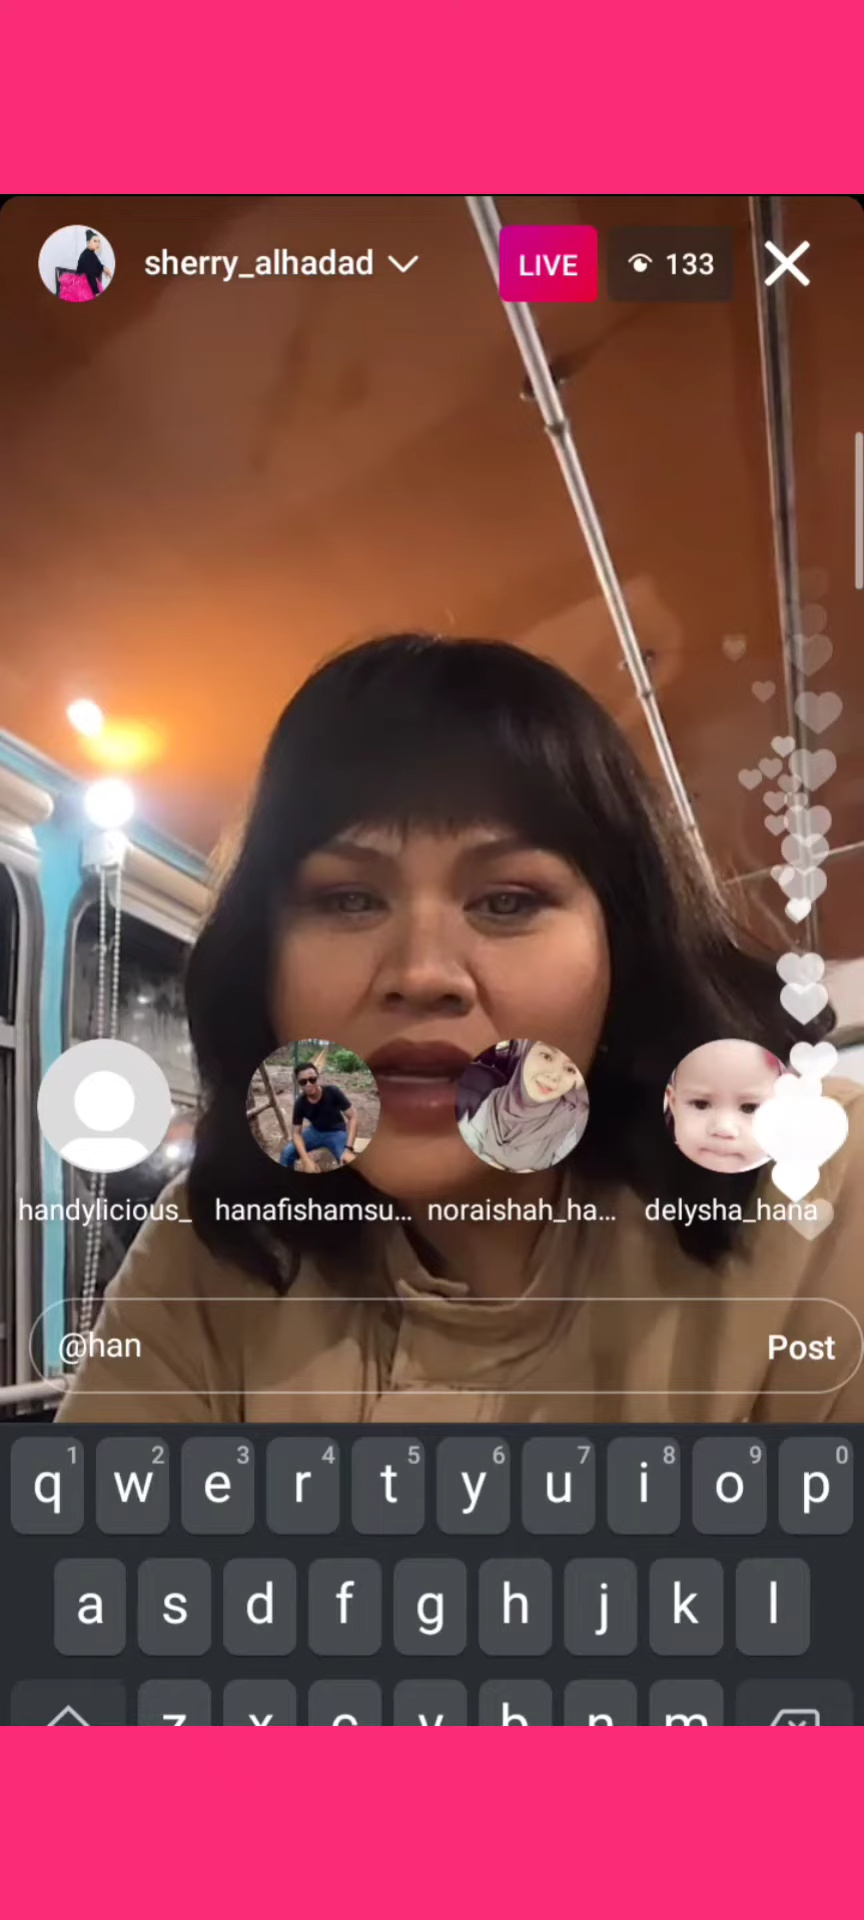 sherry_alhadad
LIVE
133
handylicious_
hanafishamsu...
noraishah_ha...
delysha_hana
@han
Post
1 2 3 4 5 6 7 8 9 0
q w e r t y u i o p
a s d f g h j k l
z x c v b n m